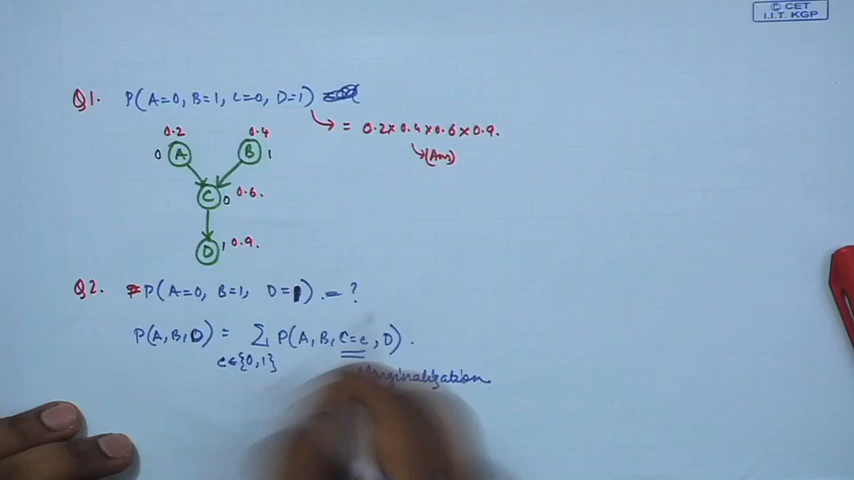 © CET
I.I.T. KGP
Q1. P(A=0, B=1, C=0, D=1)
= 0.2 x 0.4 x 0.6 x 0.9.
(Ans)
0.2 0.4
0 A B 1
C 0 0.6.
D 1 0.9.
Q2. P(A=0, B=1, D=1) = ?
P(A,B,D) = ∑ P(A, B, C=c, D).
c∈{0,1}
Marginalization